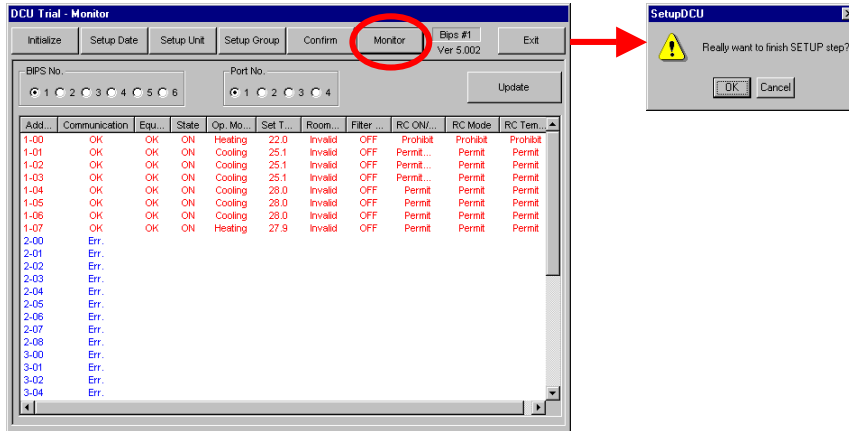 DCU Trial - Monitor
Initialize Setup Date Setup Unit Setup Group Confirm Monitor Bips #1 Ver 5.002 Exit
BIPS No. Port No.
1 2 3 4 5 6 1 2 3 4 Update
Add... Communication Equ... State Op. Mo... Set T... Room... Filter ... RC ON/... RC Mode RC Tem...
1-00 OK OK ON Heating 22.0 Invalid OFF Prohibit Prohibit Prohibit
1-01 OK OK ON Cooling 25.1 Invalid OFF Permit... Permit Permit
1-02 OK OK ON Cooling 25.1 Invalid OFF Permit... Permit Permit
1-03 OK OK ON Cooling 25.1 Invalid OFF Permit... Permit Permit
1-04 OK OK ON Cooling 28.0 Invalid OFF Permit Permit Permit
1-05 OK OK ON Cooling 28.0 Invalid OFF Permit Permit Permit
1-06 OK OK ON Cooling 28.0 Invalid OFF Permit Permit Permit
1-07 OK OK ON Heating 27.9 Invalid OFF Permit Permit Permit
2-00 Err.
2-01 Err.
2-02 Err.
2-03 Err.
2-04 Err.
2-05 Err.
2-06 Err.
2-07 Err.
2-08 Err.
3-00 Err.
3-01 Err.
3-02 Err.
3-04 Err.
SetupDCU
Really want to finish SETUP step?
OK Cancel